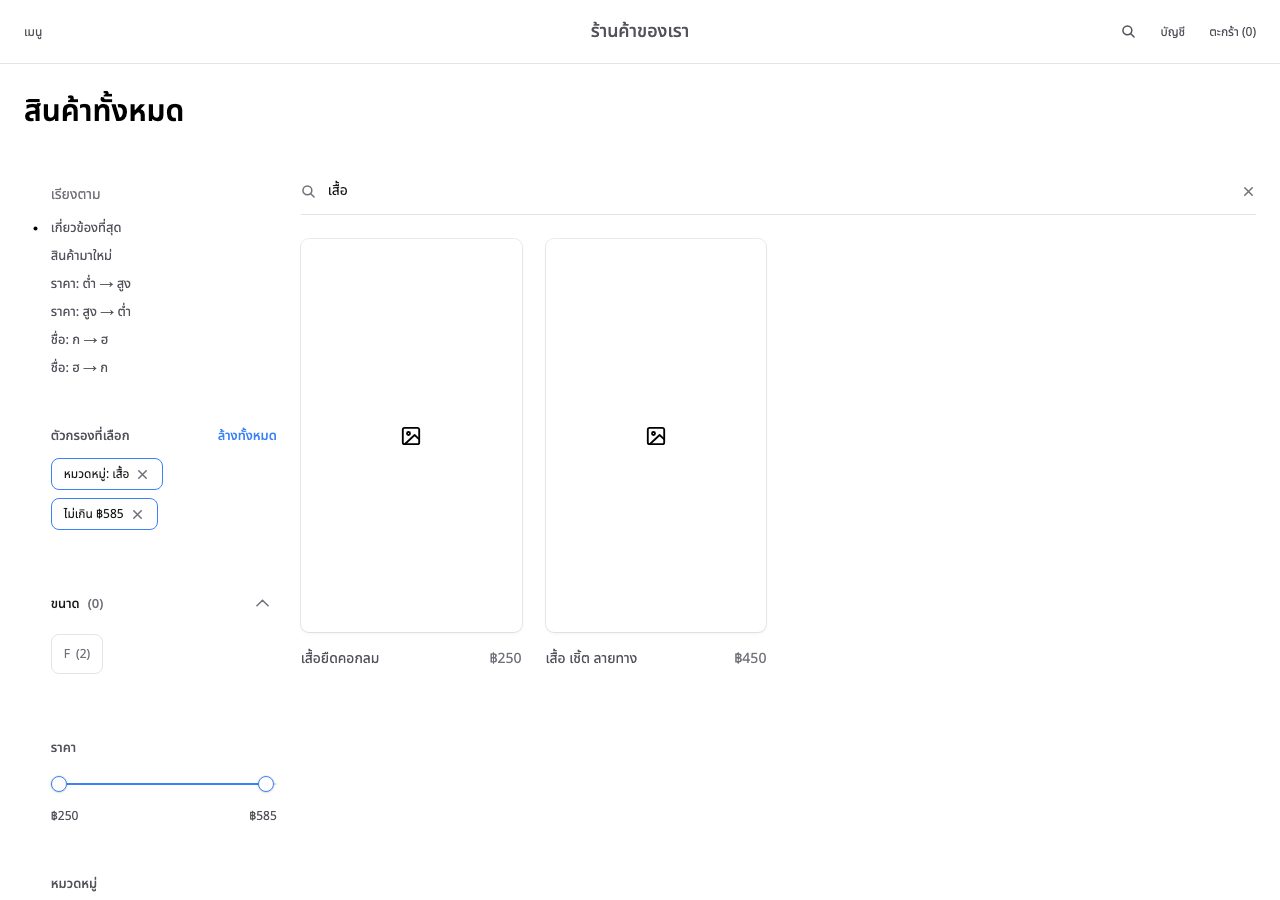 เมนู
ร้านค้าของเรา
บัญชี
ตะกร้า (0)
สินค้าทั้งหมด
เรียงตาม
เกี่ยวข้องที่สุด
สินค้ามาใหม่
ราคา: ต่ำ → สูง
ราคา: สูง → ต่ำ
ชื่อ: ก → ฮ
ชื่อ: ฮ → ก
ตัวกรองที่เลือก
ล้างทั้งหมด
หมวดหมู่: เสื้อ
ไม่เกิน ฿585
ขนาด (0)
F (2)
ราคา
฿250
฿585
หมวดหมู่
เสื้อ
เสื้อยืดคอกลม
฿250
เสื้อ เชิ้ต ลายทาง
฿450